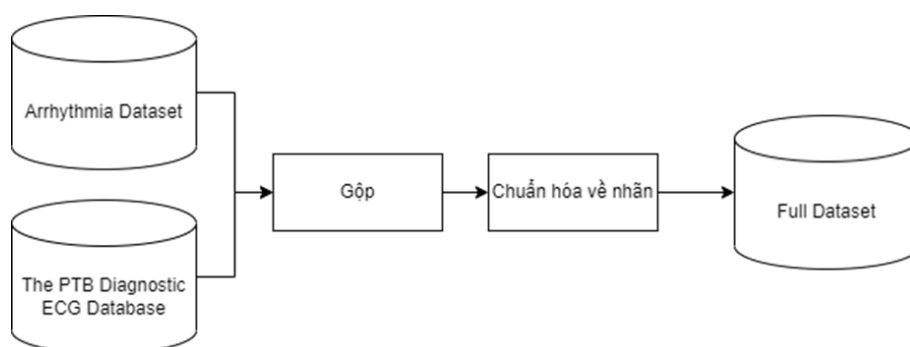 Arrhythmia Dataset
The PTB Diagnostic
ECG Database
Gộp
Chuẩn hóa về nhãn
Full Dataset